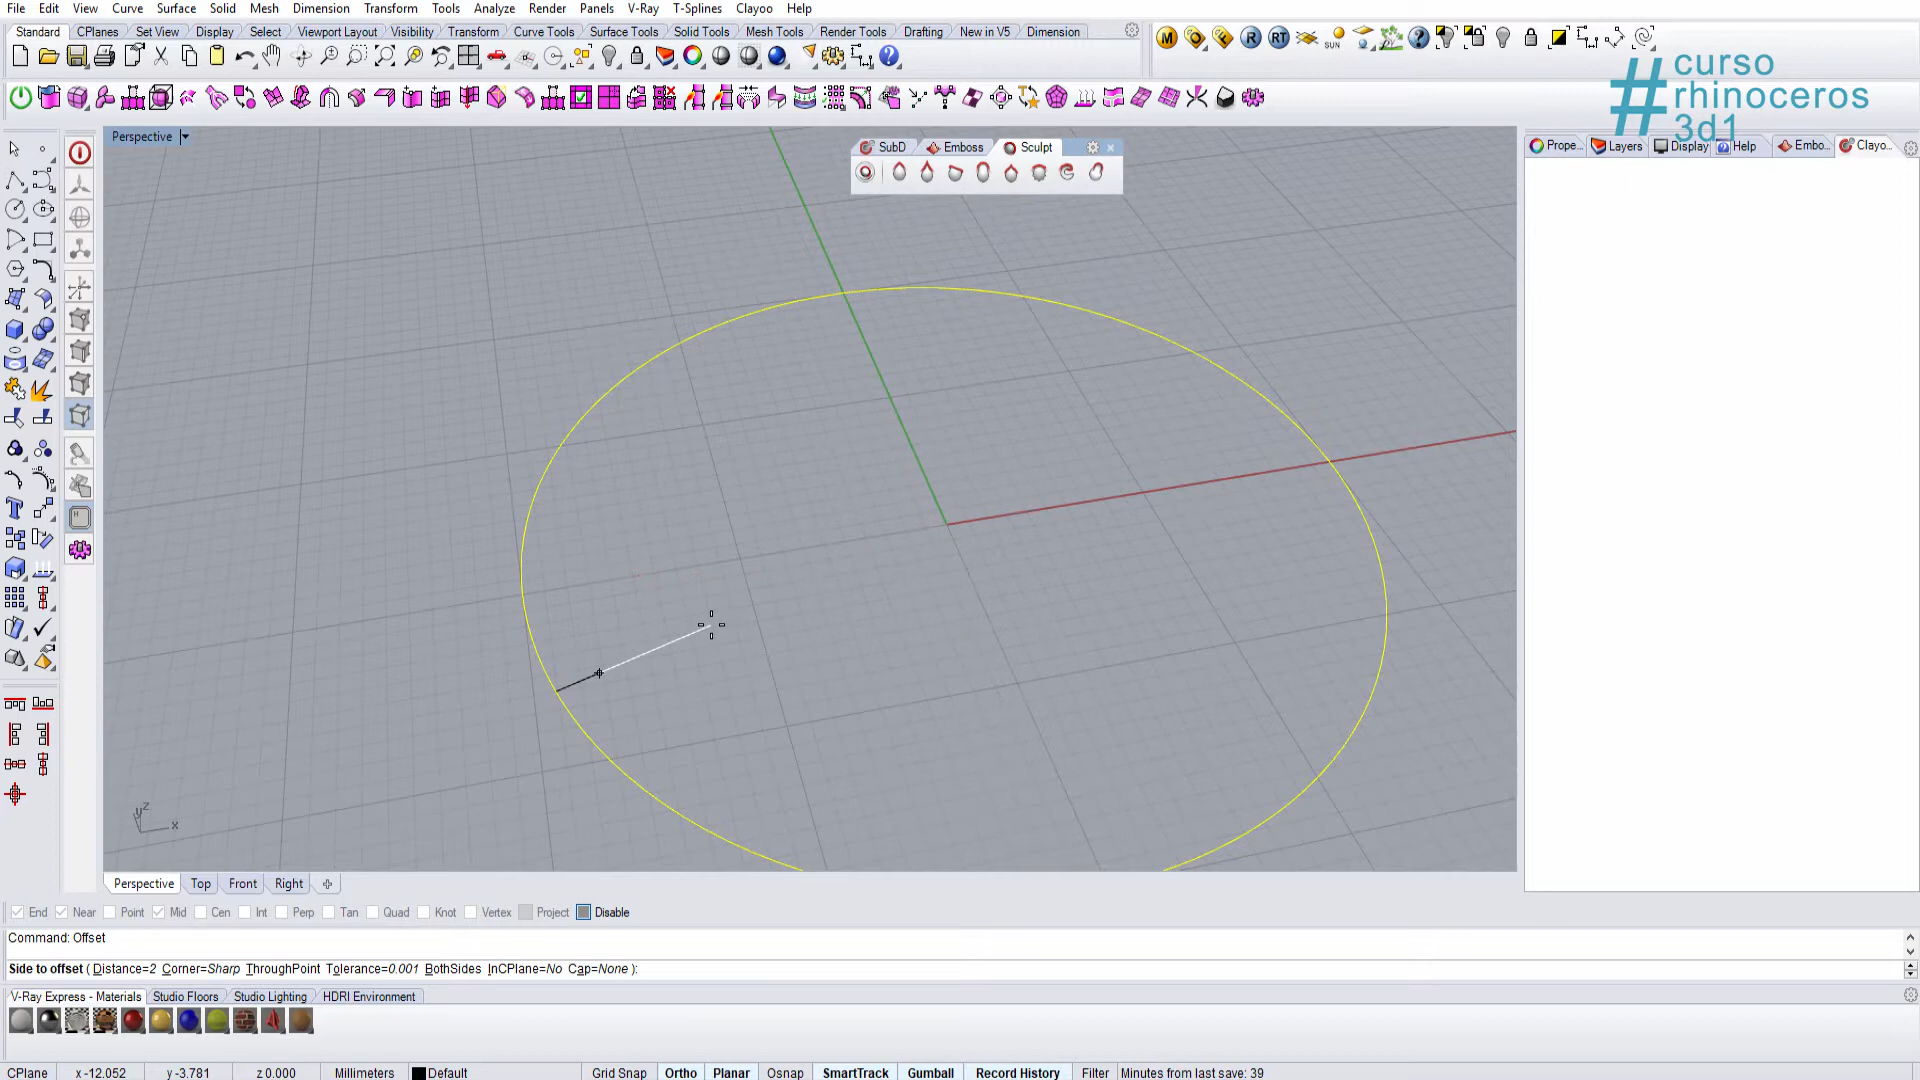 File Edit View Curve Surface Solid Mesh Dimension Transform Tools Analyze Render Panels V-Ray T-Splines Clayoo Help
Standard CPlanes Set View Display Select Viewport Layout Visibility Transform Curve Tools Surface Tools Solid Tools Mesh Tools Render Tools Drafting New in V5 Dimension
M R RT SUN
# curso
rhinoceros
3d1
Perspective
SubD Emboss Sculpt
Prope... Layers Display Help Embo... Clayo...
z
y
x
Perspective Top Front Right
End Near Point Mid Cen Int Perp Tan Quad Knot Vertex Project Disable
Command: Offset
Side to offset ( Distance=2 Corner=Sharp ThroughPoint Tolerance=0.001 BothSides InCPlane=No Cap=None ):
V-Ray Express - Materials Studio Floors Studio Lighting HDRI Environment
CPlane x -12.052 y -3.781 z 0.000 Millimeters Default Grid Snap Ortho Planar Osnap SmartTrack Gumball Record History Filter Minutes from last save: 39